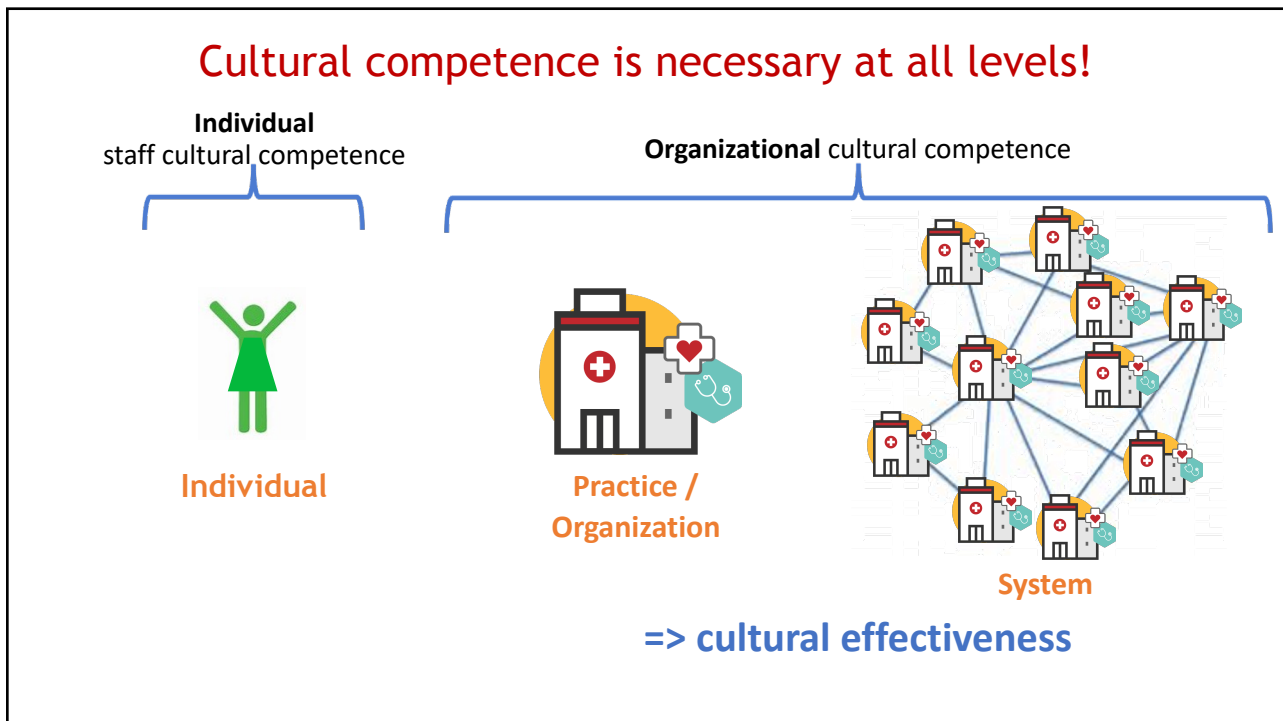 Cultural competence is necessary at all levels!
Individual
staff cultural competence
Organizational cultural competence
Individual
Practice /
Organization
System
=> cultural effectiveness